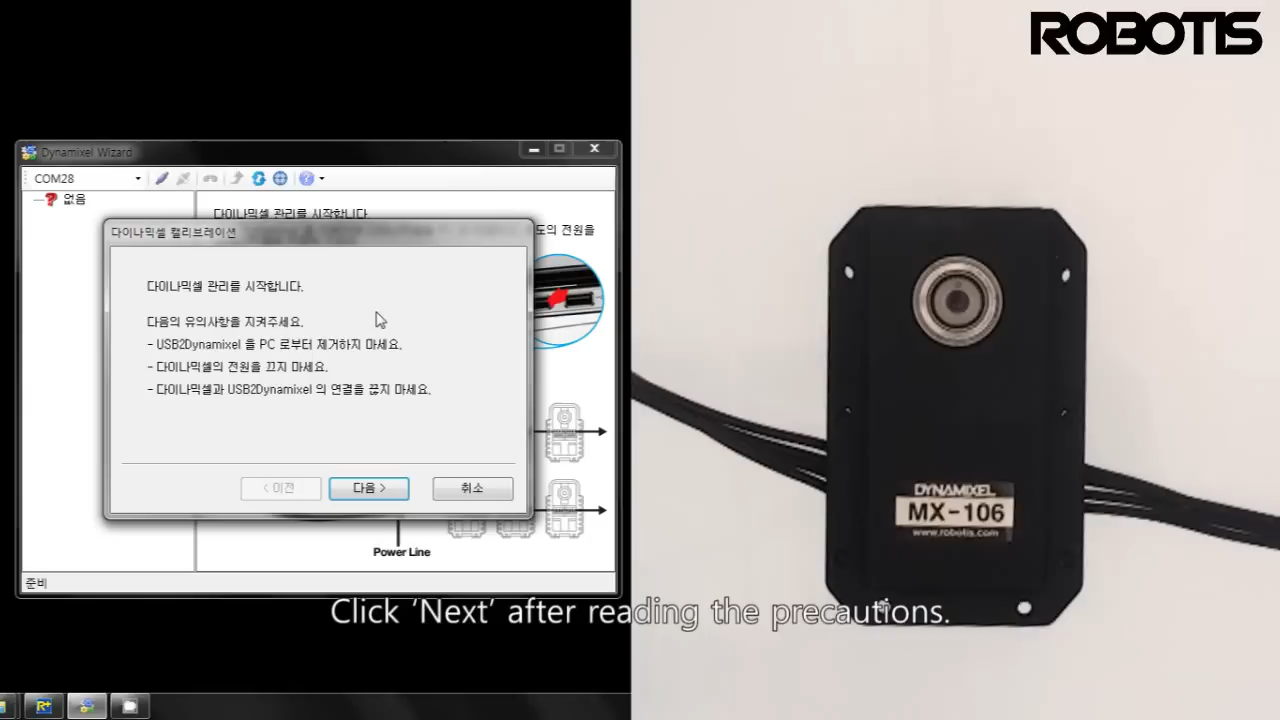 ROBOTIS
Dynamixel Wizard
COM28
없음
다이나믹셀 관리를 시작합니다
도의 전원을
다이나믹셀 캘리브레이션
다이나믹셀 관리를 시작합니다.
다음의 유의사항을 지켜주세요.
- USB2Dynamixel 을 PC 로부터 제거하지 마세요.
- 다이나믹셀의 전원을 끄지 마세요.
- 다이나믹셀과 USB2Dynamixel 의 연결을 끊지 마세요.
< 이전
다음 >
취소
Power Line
준비
DYNAMIXEL
MX-106
www.robotis.com
Click ‘Next’ after reading the precautions.
R+